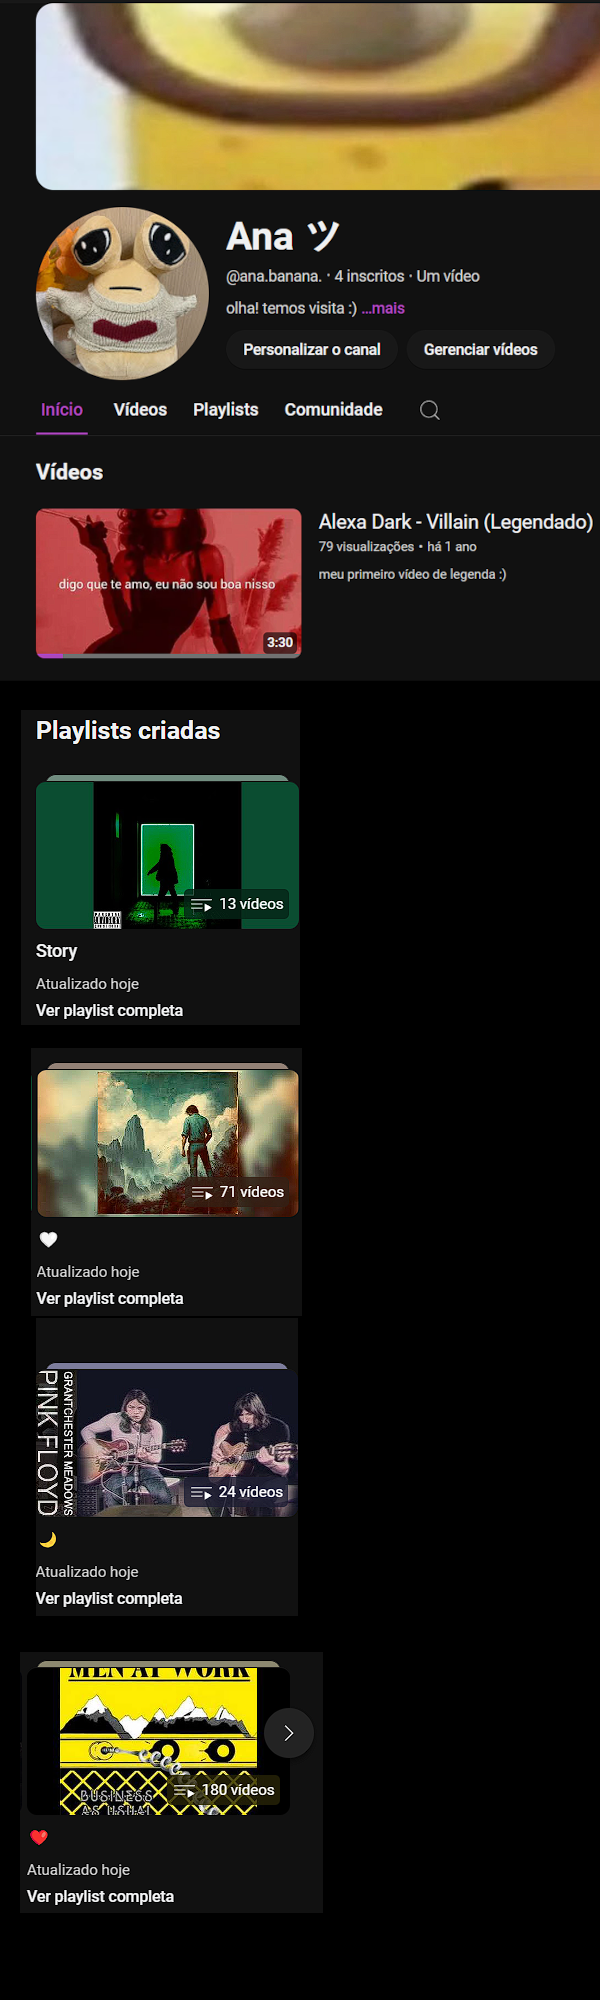 Ana ツ
@ana.banana. · 4 inscritos · Um vídeo
olha! temos visita :) ...mais
Personalizar o canal
Gerenciar vídeos
Início
Vídeos
Playlists
Comunidade
Vídeos
digo que te amo, eu não sou boa nisso
3:30
Alexa Dark - Villain (Legendado)
79 visualizações • há 1 ano
meu primeiro vídeo de legenda :)
Playlists criadas
13 vídeos
Story
Atualizado hoje
Ver playlist completa
71 vídeos
🤍
Atualizado hoje
Ver playlist completa
PINK FLOYD
GRANTCHESTER MEADOWS
24 vídeos
🌙
Atualizado hoje
Ver playlist completa
MEN AT WORK
BUSINESS
AS USUAL
180 vídeos
❤️
Atualizado hoje
Ver playlist completa